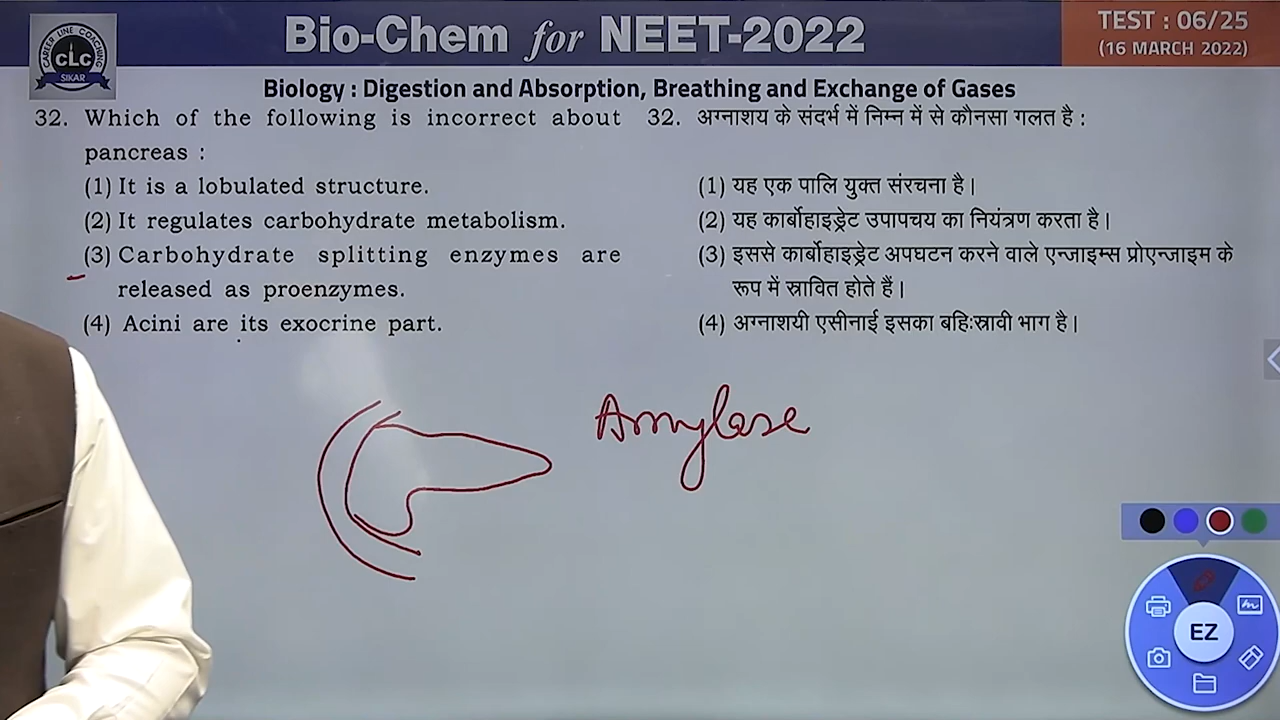 CAREER LINE COACHING
CLC
SIKAR
Bio-Chem for NEET-2022
TEST : 06/25
(16 MARCH 2022)
Biology : Digestion and Absorption, Breathing and Exchange of Gases
32. Which of the following is incorrect about pancreas :
(1) It is a lobulated structure.
(2) It regulates carbohydrate metabolism.
(3) Carbohydrate splitting enzymes are
released as proenzymes.
(4) Acini are its exocrine part.
32. अग्नाशय के संदर्भ में निम्न में से कौनसा गलत है :
(1) यह एक पालि युक्त संरचना है।
(2) यह कार्बोहाइड्रेट उपापचय का नियंत्रण करता है।
(3) इससे कार्बोहाइड्रेट अपघटन करने वाले एन्जाइम्स प्रोएन्जाइम के
रूप में स्रावित होते हैं।
(4) अग्नाशयी एसीनाई इसका बहिःस्रावी भाग है।
Amylase
EZ